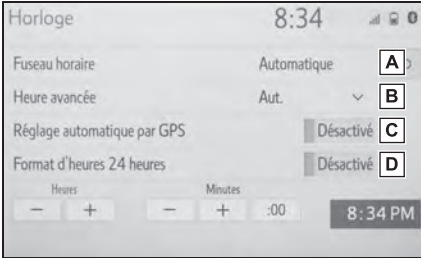 Horloge 8:34
Fuseau horaire Automatique A
Heure avancée Aut. B
Réglage automatique par GPS Désactivé C
Format d'heures 24 heures Désactivé D
Heures Minutes
− + − + :00 8:34 PM